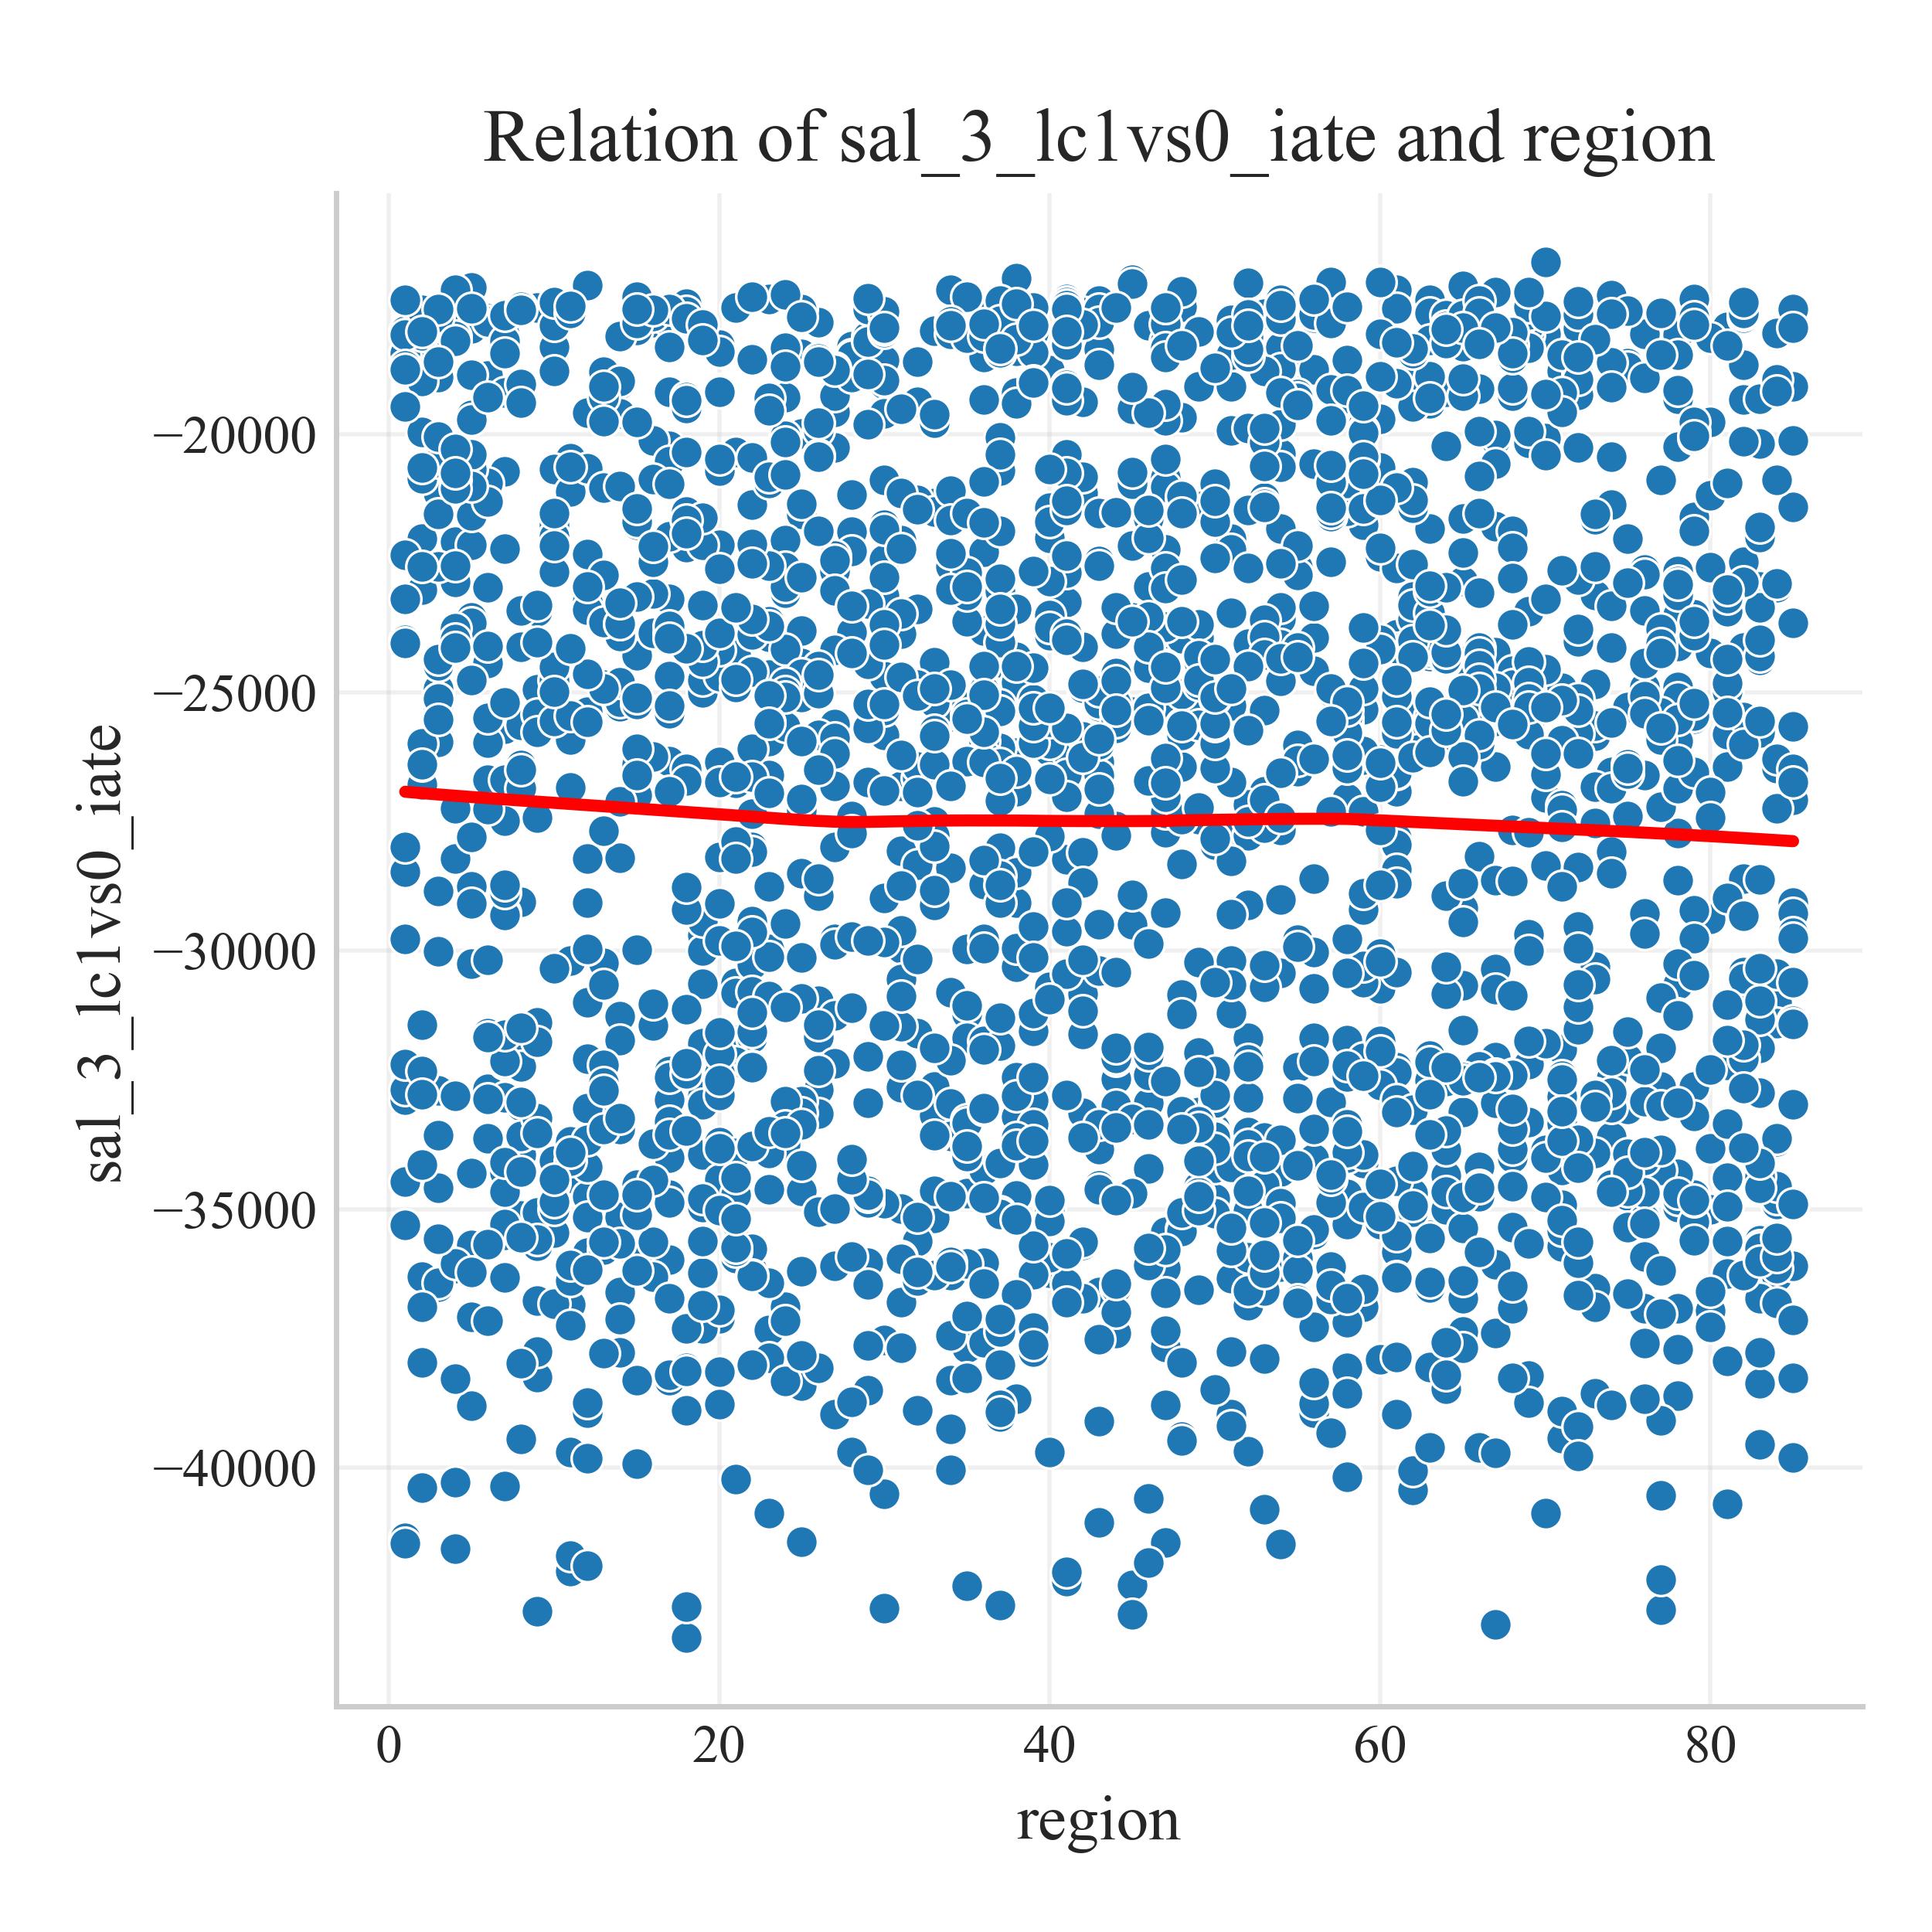 Relation of sal_3_lc1vs0_iate and region
sal_3_lc1vs0_iate
−20000
−25000
−30000
−35000
−40000
0 20 40 60 80
region